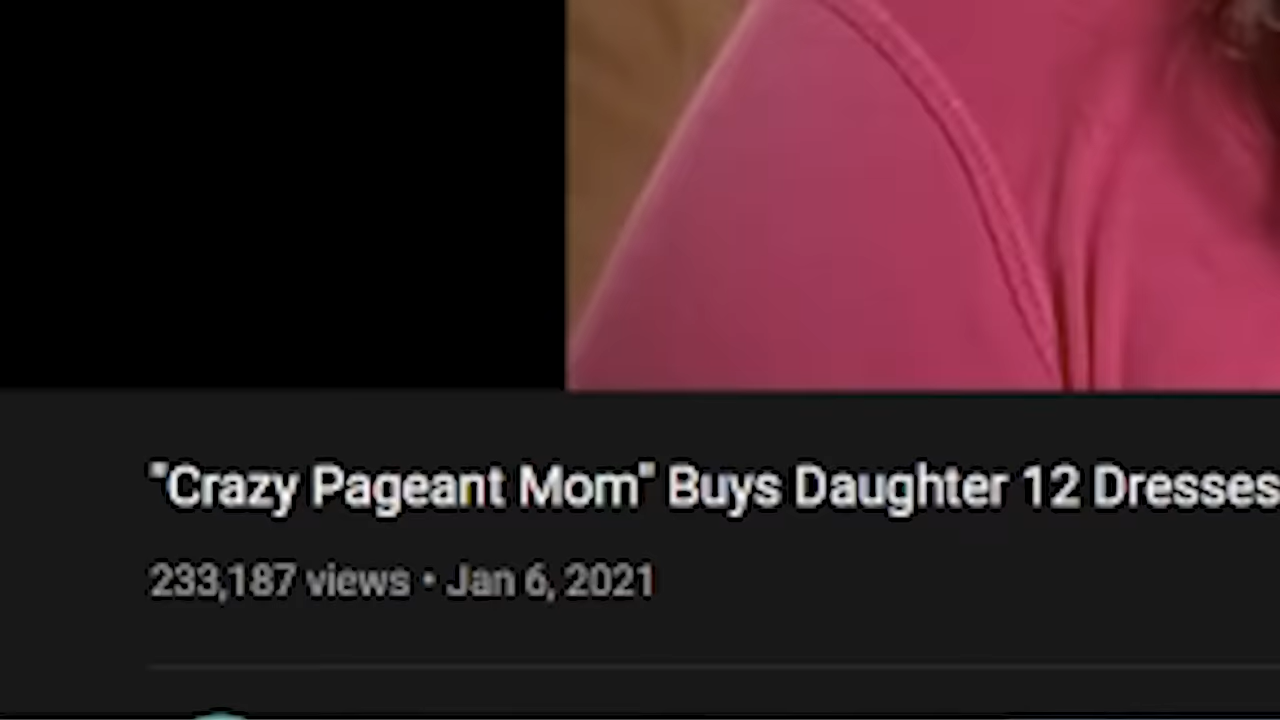 "Crazy Pageant Mom" Buys Daughter 12 Dresses
233,187 views • Jan 6, 2021